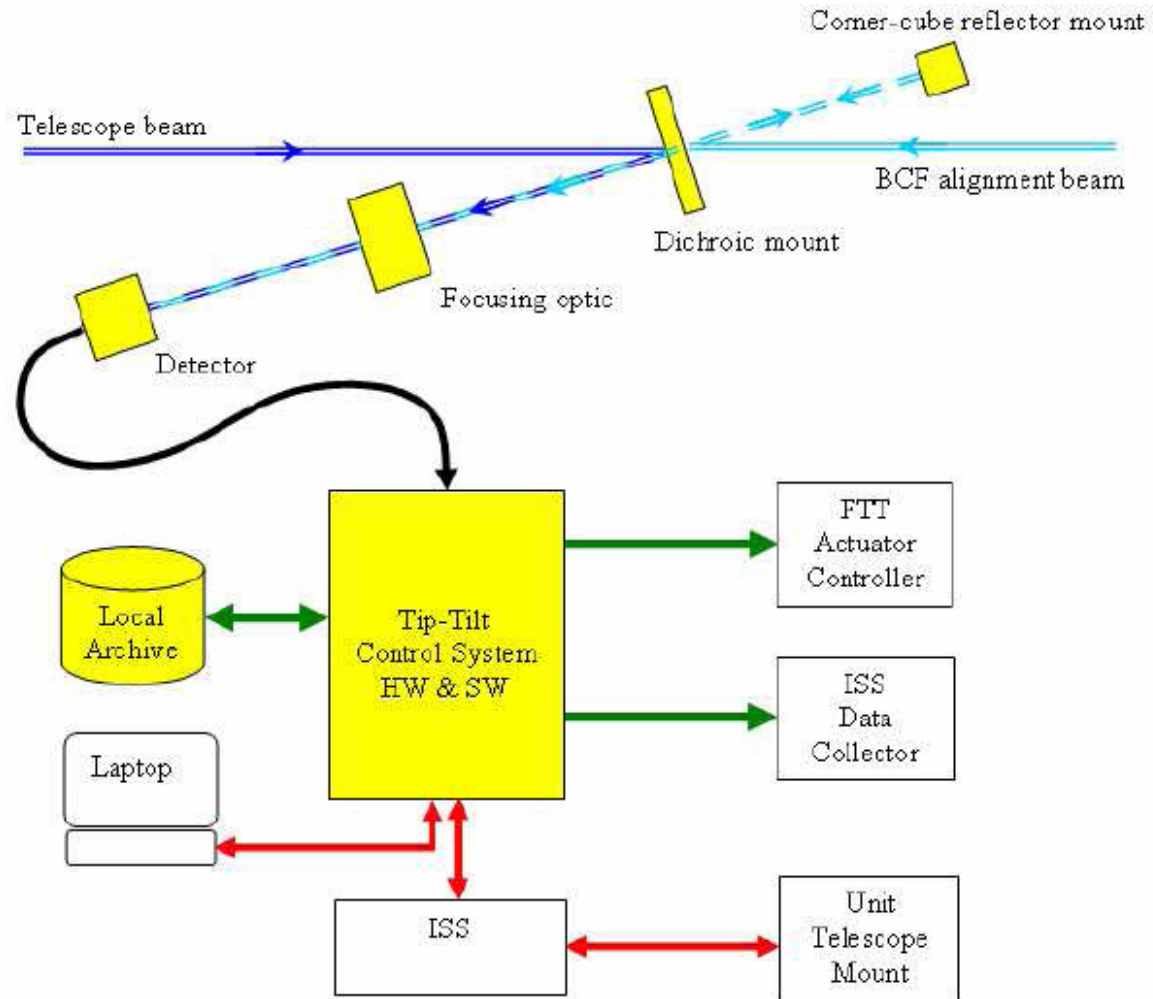 Corner-cube reflector mount
Telescope beam
BCF alignment beam
Dichroic mount
Focusing optic
Detector
FTT
Actuator
Controller
Local
Archive
Tip-Tilt
Control System
HW & SW
ISS
Data
Collector
Laptop
ISS
Unit
Telescope
Mount